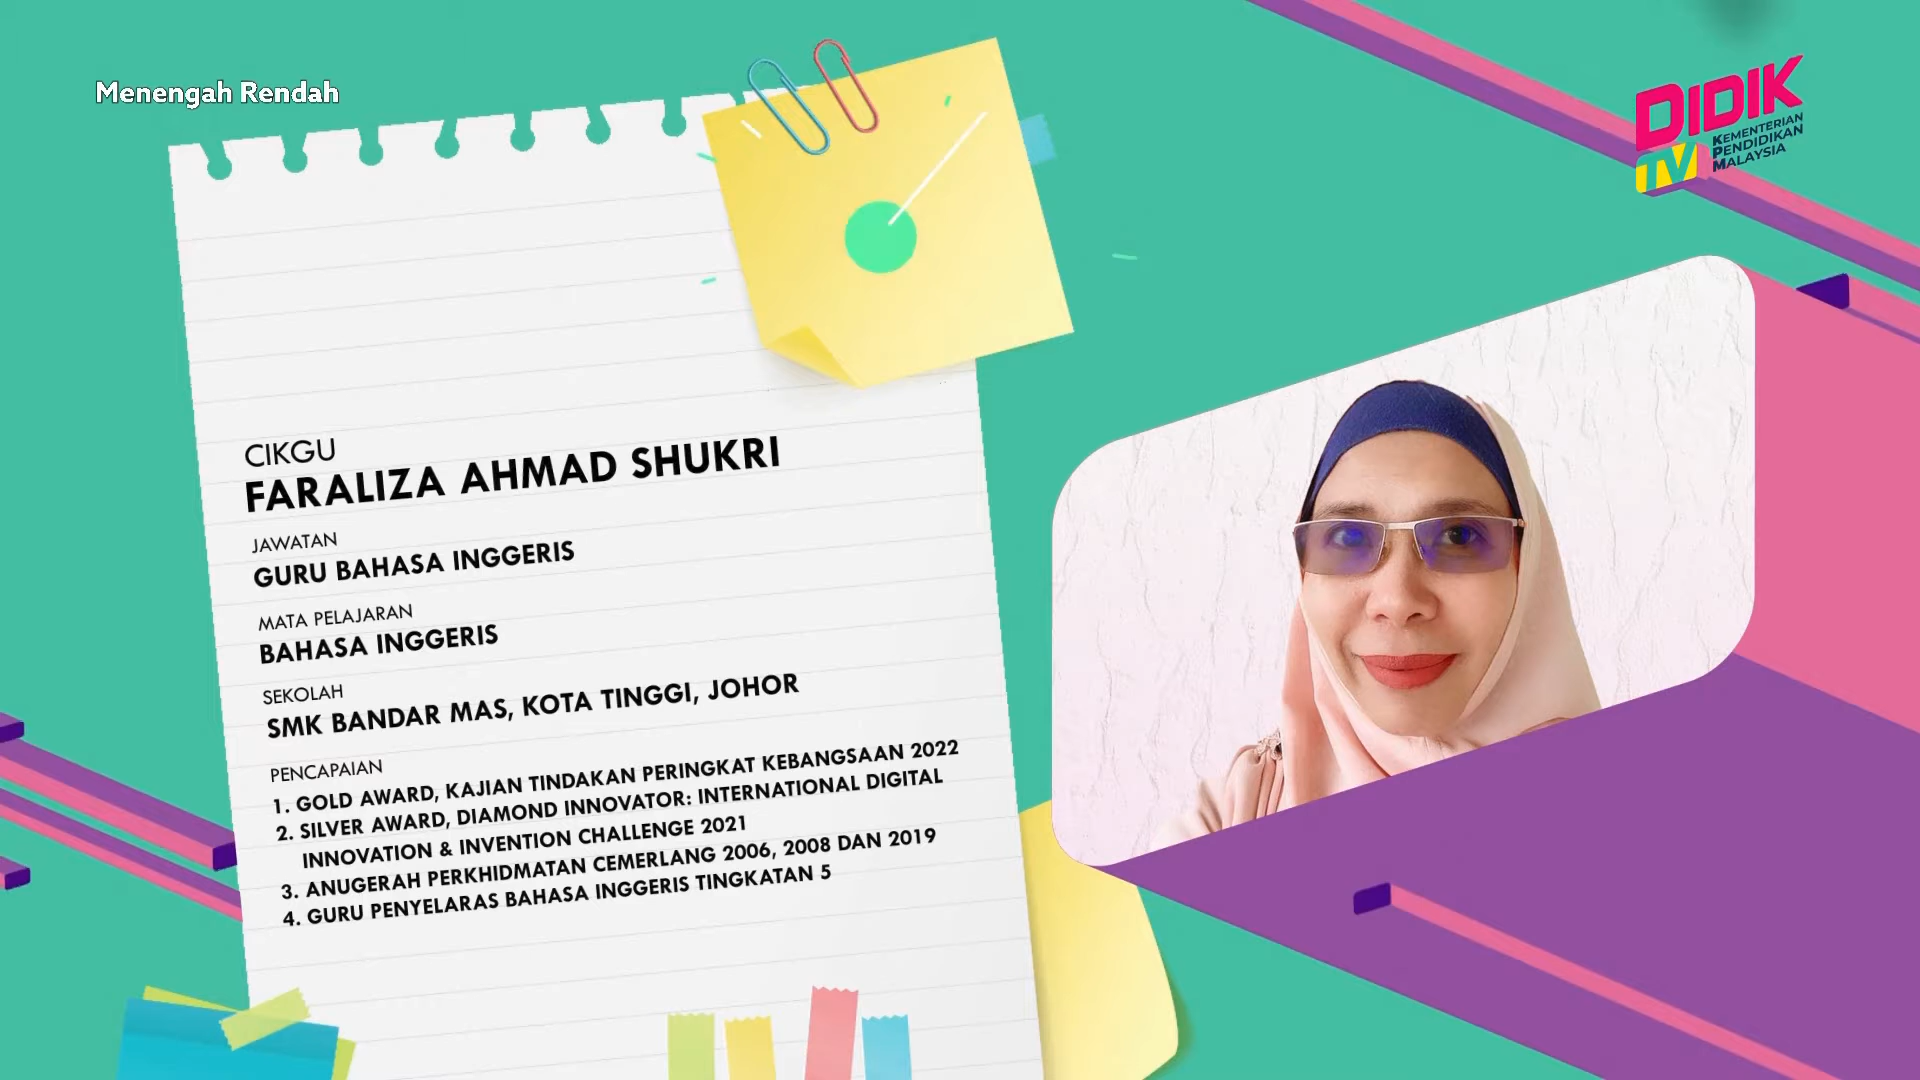 Menengah Rendah
DIDIK
TV
KEMENTERIAN
PENDIDIKAN
MALAYSIA
CIKGU
FARALIZA AHMAD SHUKRI
JAWATAN
GURU BAHASA INGGERIS
MATA PELAJARAN
BAHASA INGGERIS
SEKOLAH
SMK BANDAR MAS, KOTA TINGGI, JOHOR
PENCAPAIAN
1. GOLD AWARD, KAJIAN TINDAKAN PERINGKAT KEBANGSAAN 2022
2. SILVER AWARD, DIAMOND INNOVATOR: INTERNATIONAL DIGITAL
INNOVATION & INVENTION CHALLENGE 2021
3. ANUGERAH PERKHIDMATAN CEMERLANG 2006, 2008 DAN 2019
4. GURU PENYELARAS BAHASA INGGERIS TINGKATAN 5